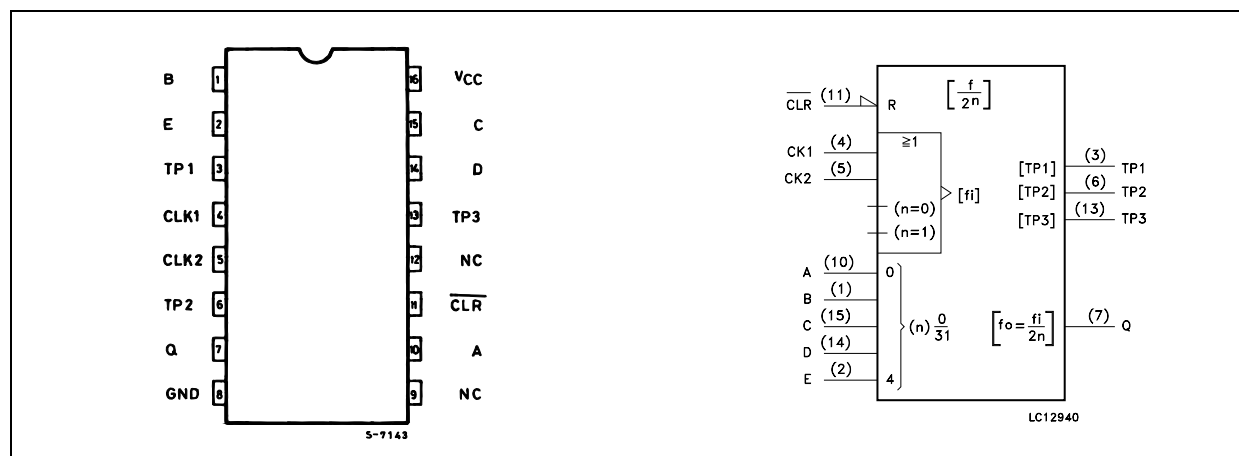 B 1 16 VCC
E 2 15 C
TP1 3 14 D
CLK1 4 13 TP3
CLK2 5 12 NC
TP2 6 11 CLR
Q 7 10 A
GND 8 9 NC
S-7143
CLR (11) R [f/2n]
CK1 (4) ≧1
CK2 (5)
[fi]
(n=0)
(n=1)
[TP1] (3) TP1
[TP2] (6) TP2
[TP3] (13) TP3
A (10) 0
B (1)
C (15)
D (14)
E (2) 4
(n) 0/31
[fo=fi/2n] (7) Q
LC12940